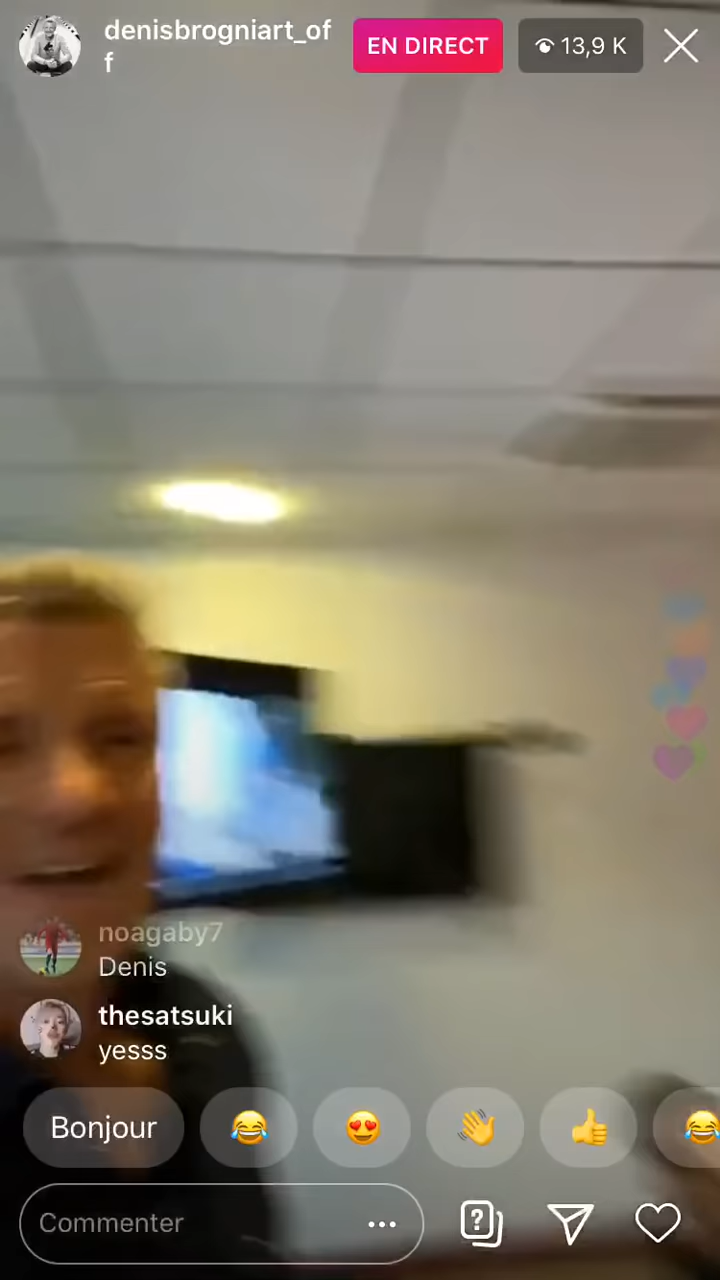 denisbrogniart_of
f
EN DIRECT
13,9 K
noagaby7
Denis
thesatsuki
yesss
Bonjour
Commenter